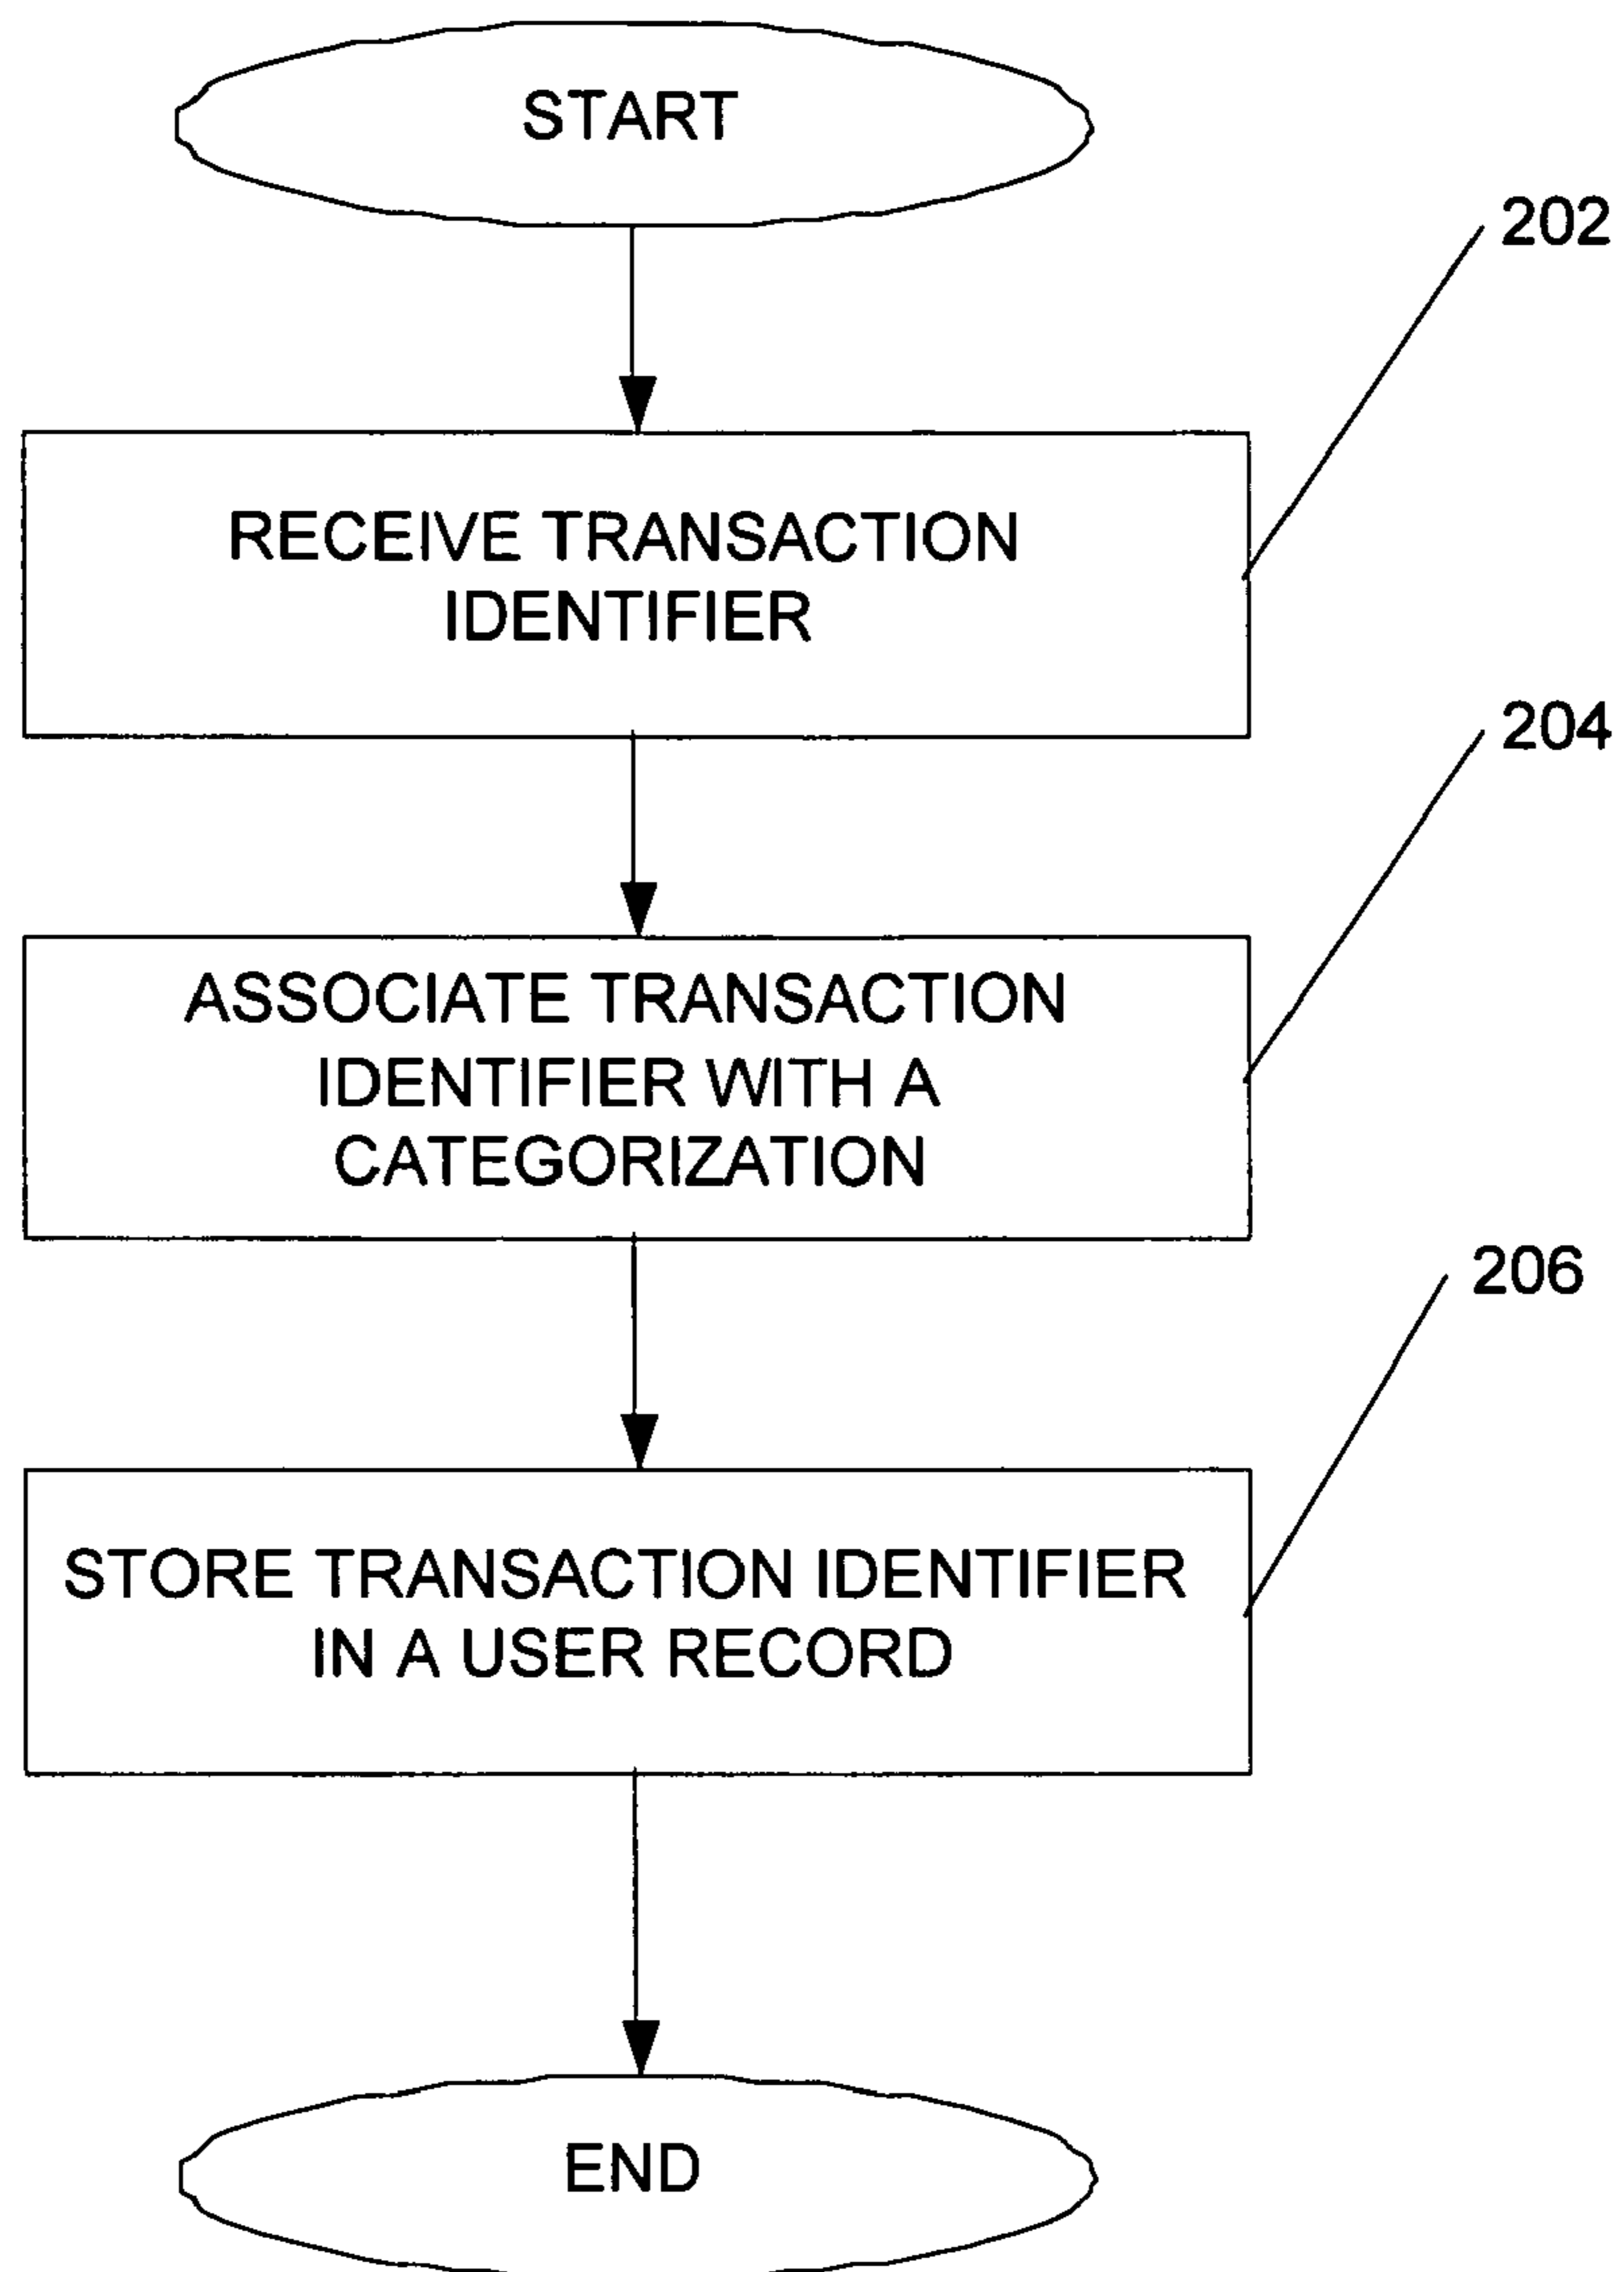 START
202
RECEIVE TRANSACTION
IDENTIFIER
204
ASSOCIATE TRANSACTION
IDENTIFIER WITH A
CATEGORIZATION
206
STORE TRANSACTION IDENTIFIER
IN A USER RECORD
END